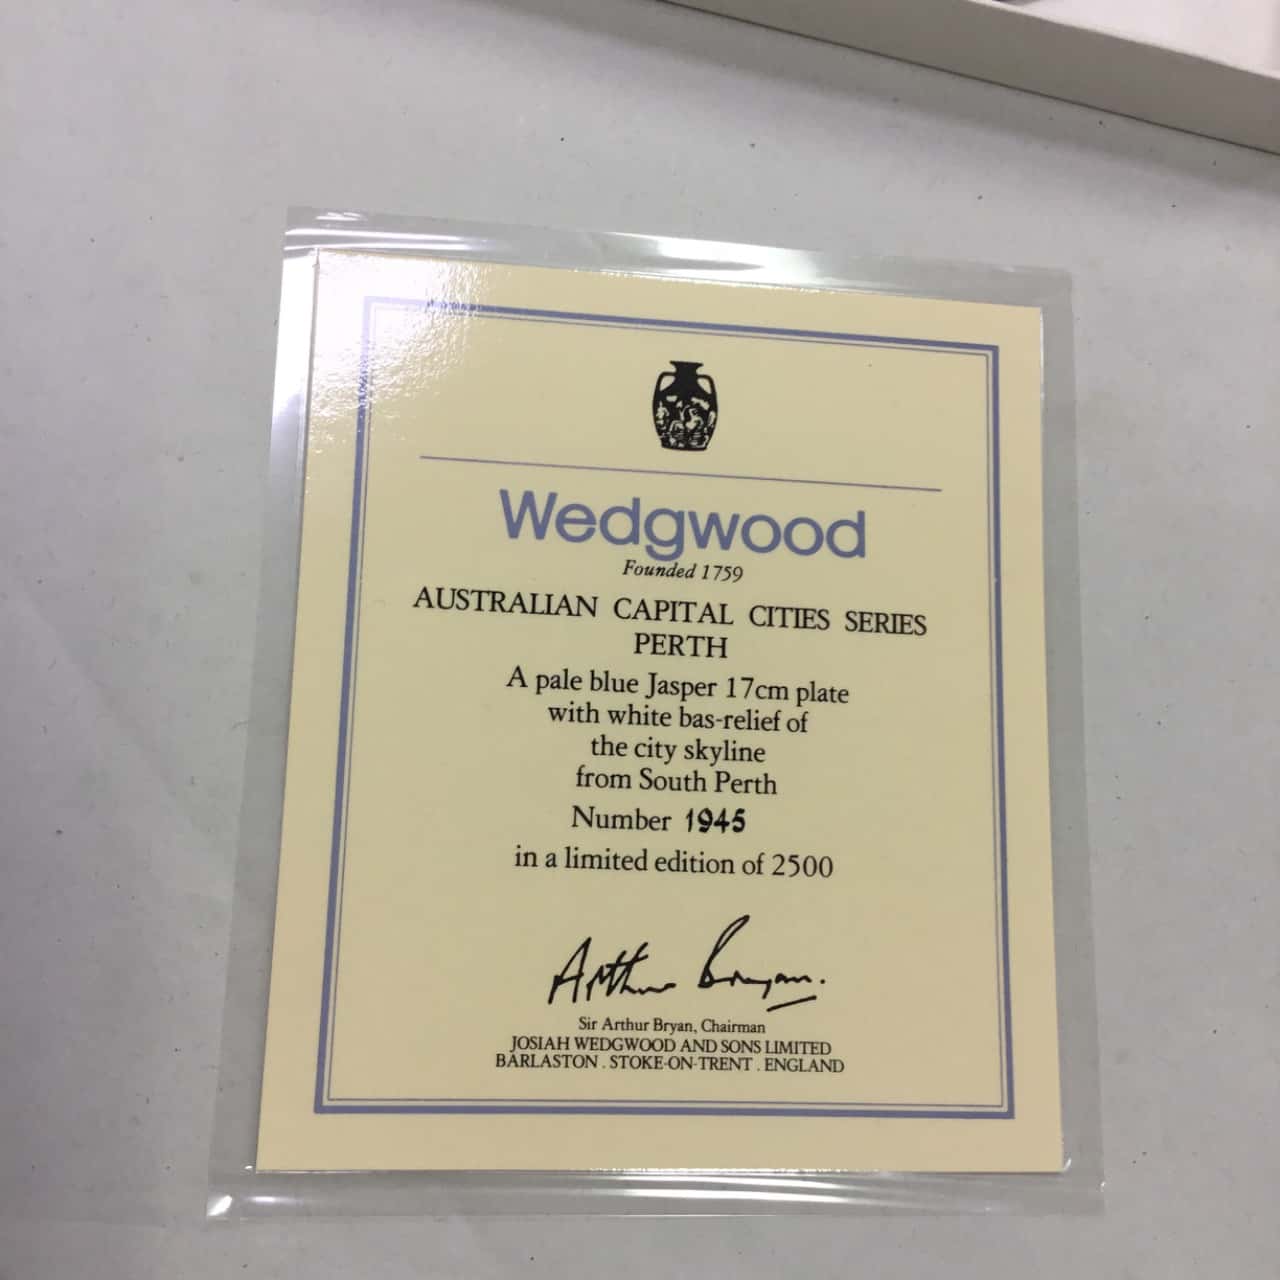 Wedgwood
Founded 1759
AUSTRALIAN CAPITAL CITIES SERIES
PERTH
A pale blue Jasper 17cm plate
with white bas-relief of
the city skyline
from South Perth
Number 1945
in a limited edition of 2500
Arthur Bryan.
Sir Arthur Bryan, Chairman
JOSIAH WEDGWOOD AND SONS LIMITED
BARLASTON . STOKE-ON-TRENT . ENGLAND